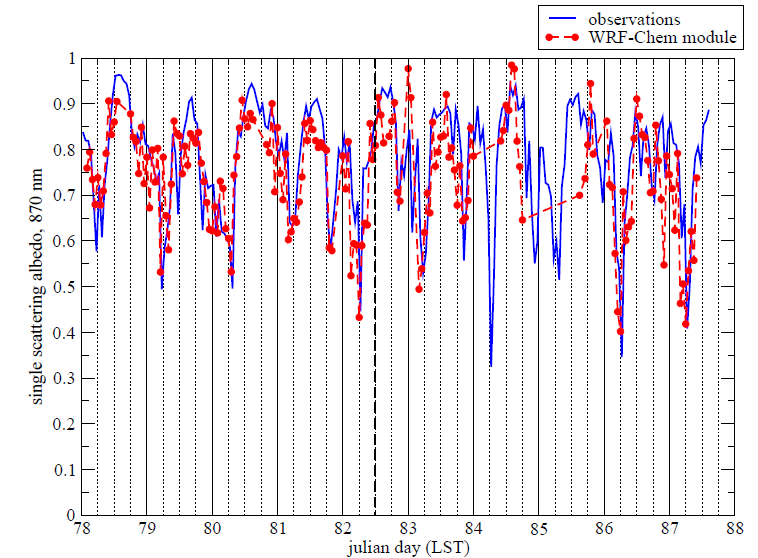 observations
WRF-Chem module
single scattering albedo, 870 nm
1
0.9
0.8
0.7
0.6
0.5
0.4
0.3
0.2
0.1
0
78 79 80 81 82 83 84 85 86 87 88
julian day (LST)